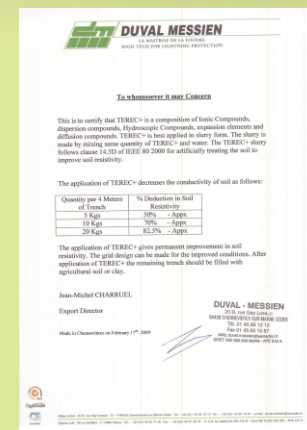 DUVAL MESSIEN
LA MAITRISE DE LA FOUDRE
HIGH TECH FOR LIGHTNING PROTECTION
To whomsoever it may Concern
This is to certify that TEREC+ is a composition of Ionic Compounds,
dispersion compounds, Hydroscopic Compounds, expansion elements and
diffusion compounds. TEREC+ is best applied in slurry form. The slurry is
made by mixing same quantity of TEREC+ and water. The TEREC+ slurry
follows clause 14.5D of IEEE 80 2000 for artificially treating the soil to
improve soil resistivity.
The application of TEREC+ decreases the conductivity of soil as follows:
Quantity per 4 Meters of Trench % Deduction in Soil Resistivity
5 Kgs 50% - Appx
10 Kgs 70% - Appx
20 Kgs 82.5% - Appx
The application of TEREC+ gives permanent improvement in soil
resistivity. The grid design can be made for the improved conditions. After
application of TEREC+ the remaining trench should be filled with
agricultural soil or clay.
Jean-Michel CHARRUEL
Export Director
Made in Chennevières on February 17th, 2009
DUVAL - MESSIEN